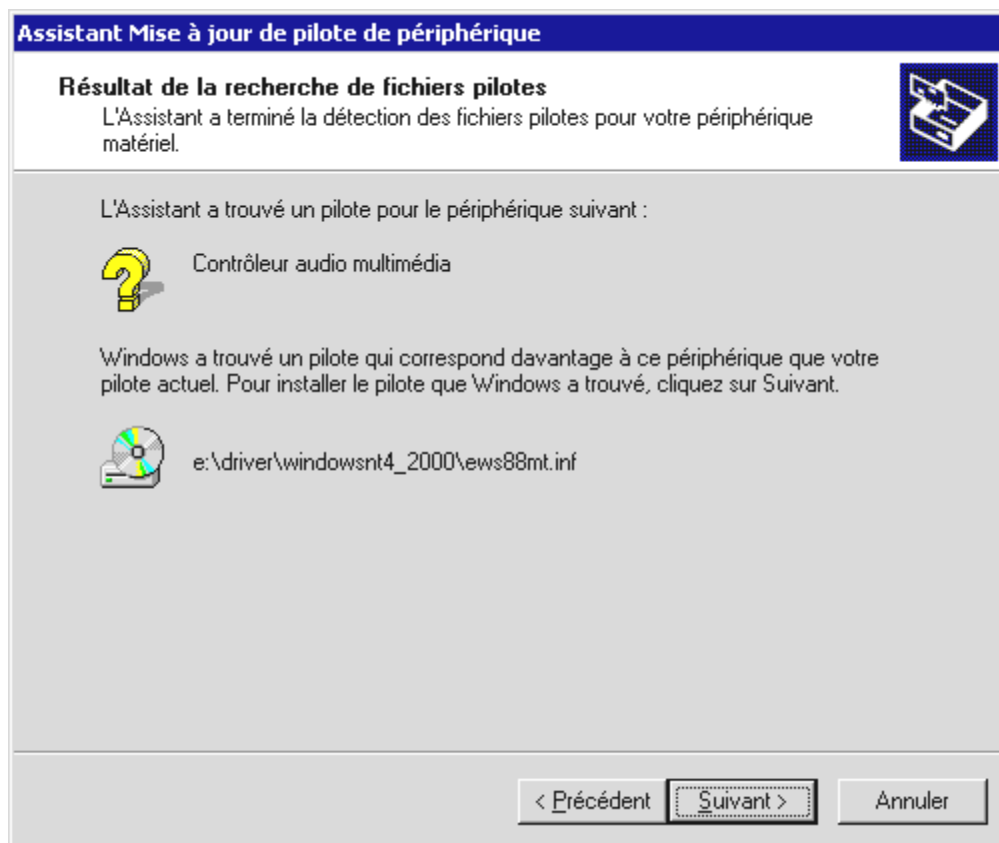 Assistant Mise à jour de pilote de périphérique
Résultat de la recherche de fichiers pilotes
L'Assistant a terminé la détection des fichiers pilotes pour votre périphérique
matériel.
L'Assistant a trouvé un pilote pour le périphérique suivant :
Contrôleur audio multimédia
Windows a trouvé un pilote qui correspond davantage à ce périphérique que votre
pilote actuel. Pour installer le pilote que Windows a trouvé, cliquez sur Suivant.
e:\driver\windowsnt4_2000\ews88mt.inf
< Précédent
Suivant >
Annuler